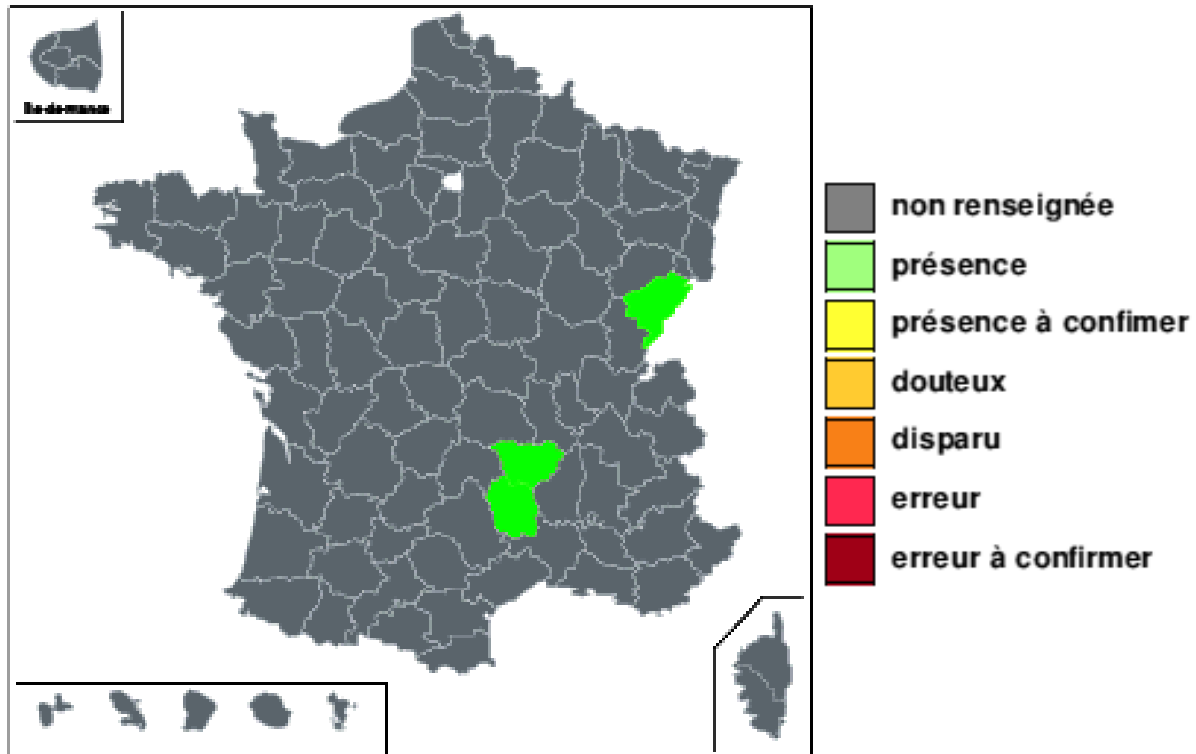 non renseignée
présence
présence à confimer
douteux
disparu
erreur
erreur à confirmer